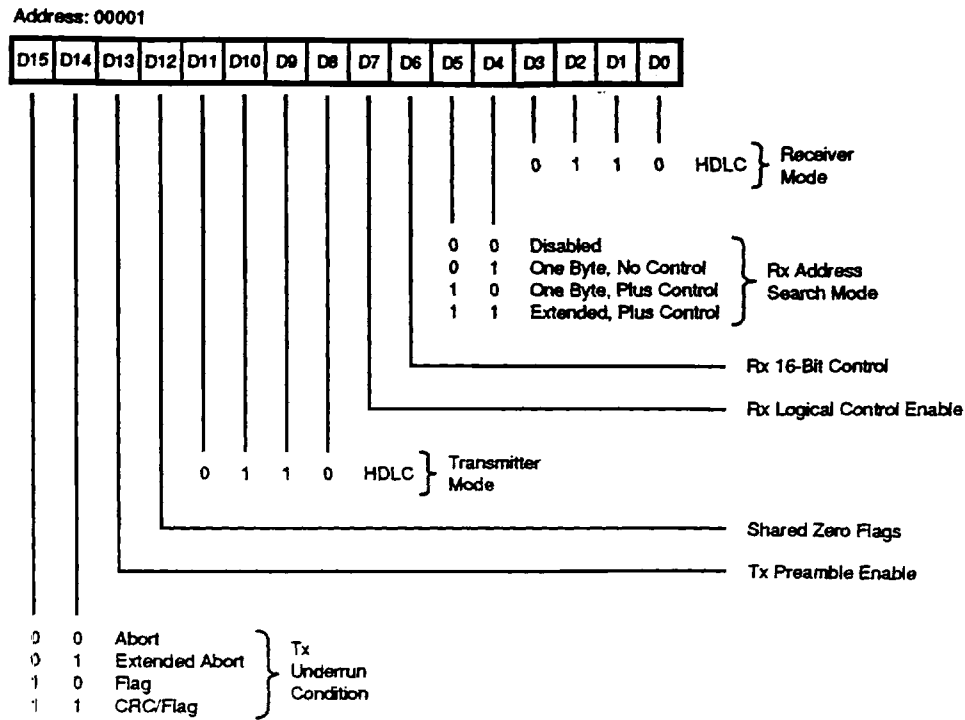 Address: 00001
D15 D14 D13 D12 D11 D10 D9 D8 D7 D6 D5 D4 D3 D2 D1 D0
0 1 1 0 HDLC Receiver Mode
0 0 Disabled
0 1 One Byte, No Control
1 0 One Byte, Plus Control
1 1 Extended, Plus Control
Rx Address
Search Mode
Rx 16-Bit Control
Rx Logical Control Enable
0 1 1 0 HDLC Transmitter Mode
Shared Zero Flags
Tx Preamble Enable
0 0 Abort
0 1 Extended Abort
1 0 Flag
1 1 CRC/Flag
Tx
Underrun
Condition